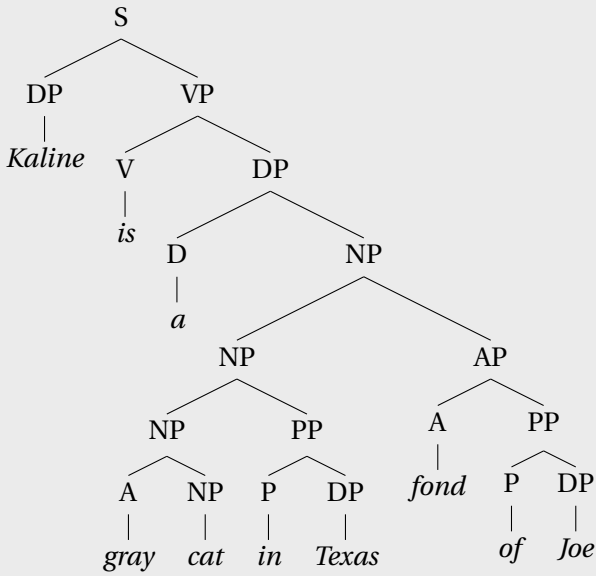 S
DP VP
Kaline V DP
is D NP
a
NP AP
NP PP A PP
A NP P DP fond P DP
gray cat in Texas of Joe